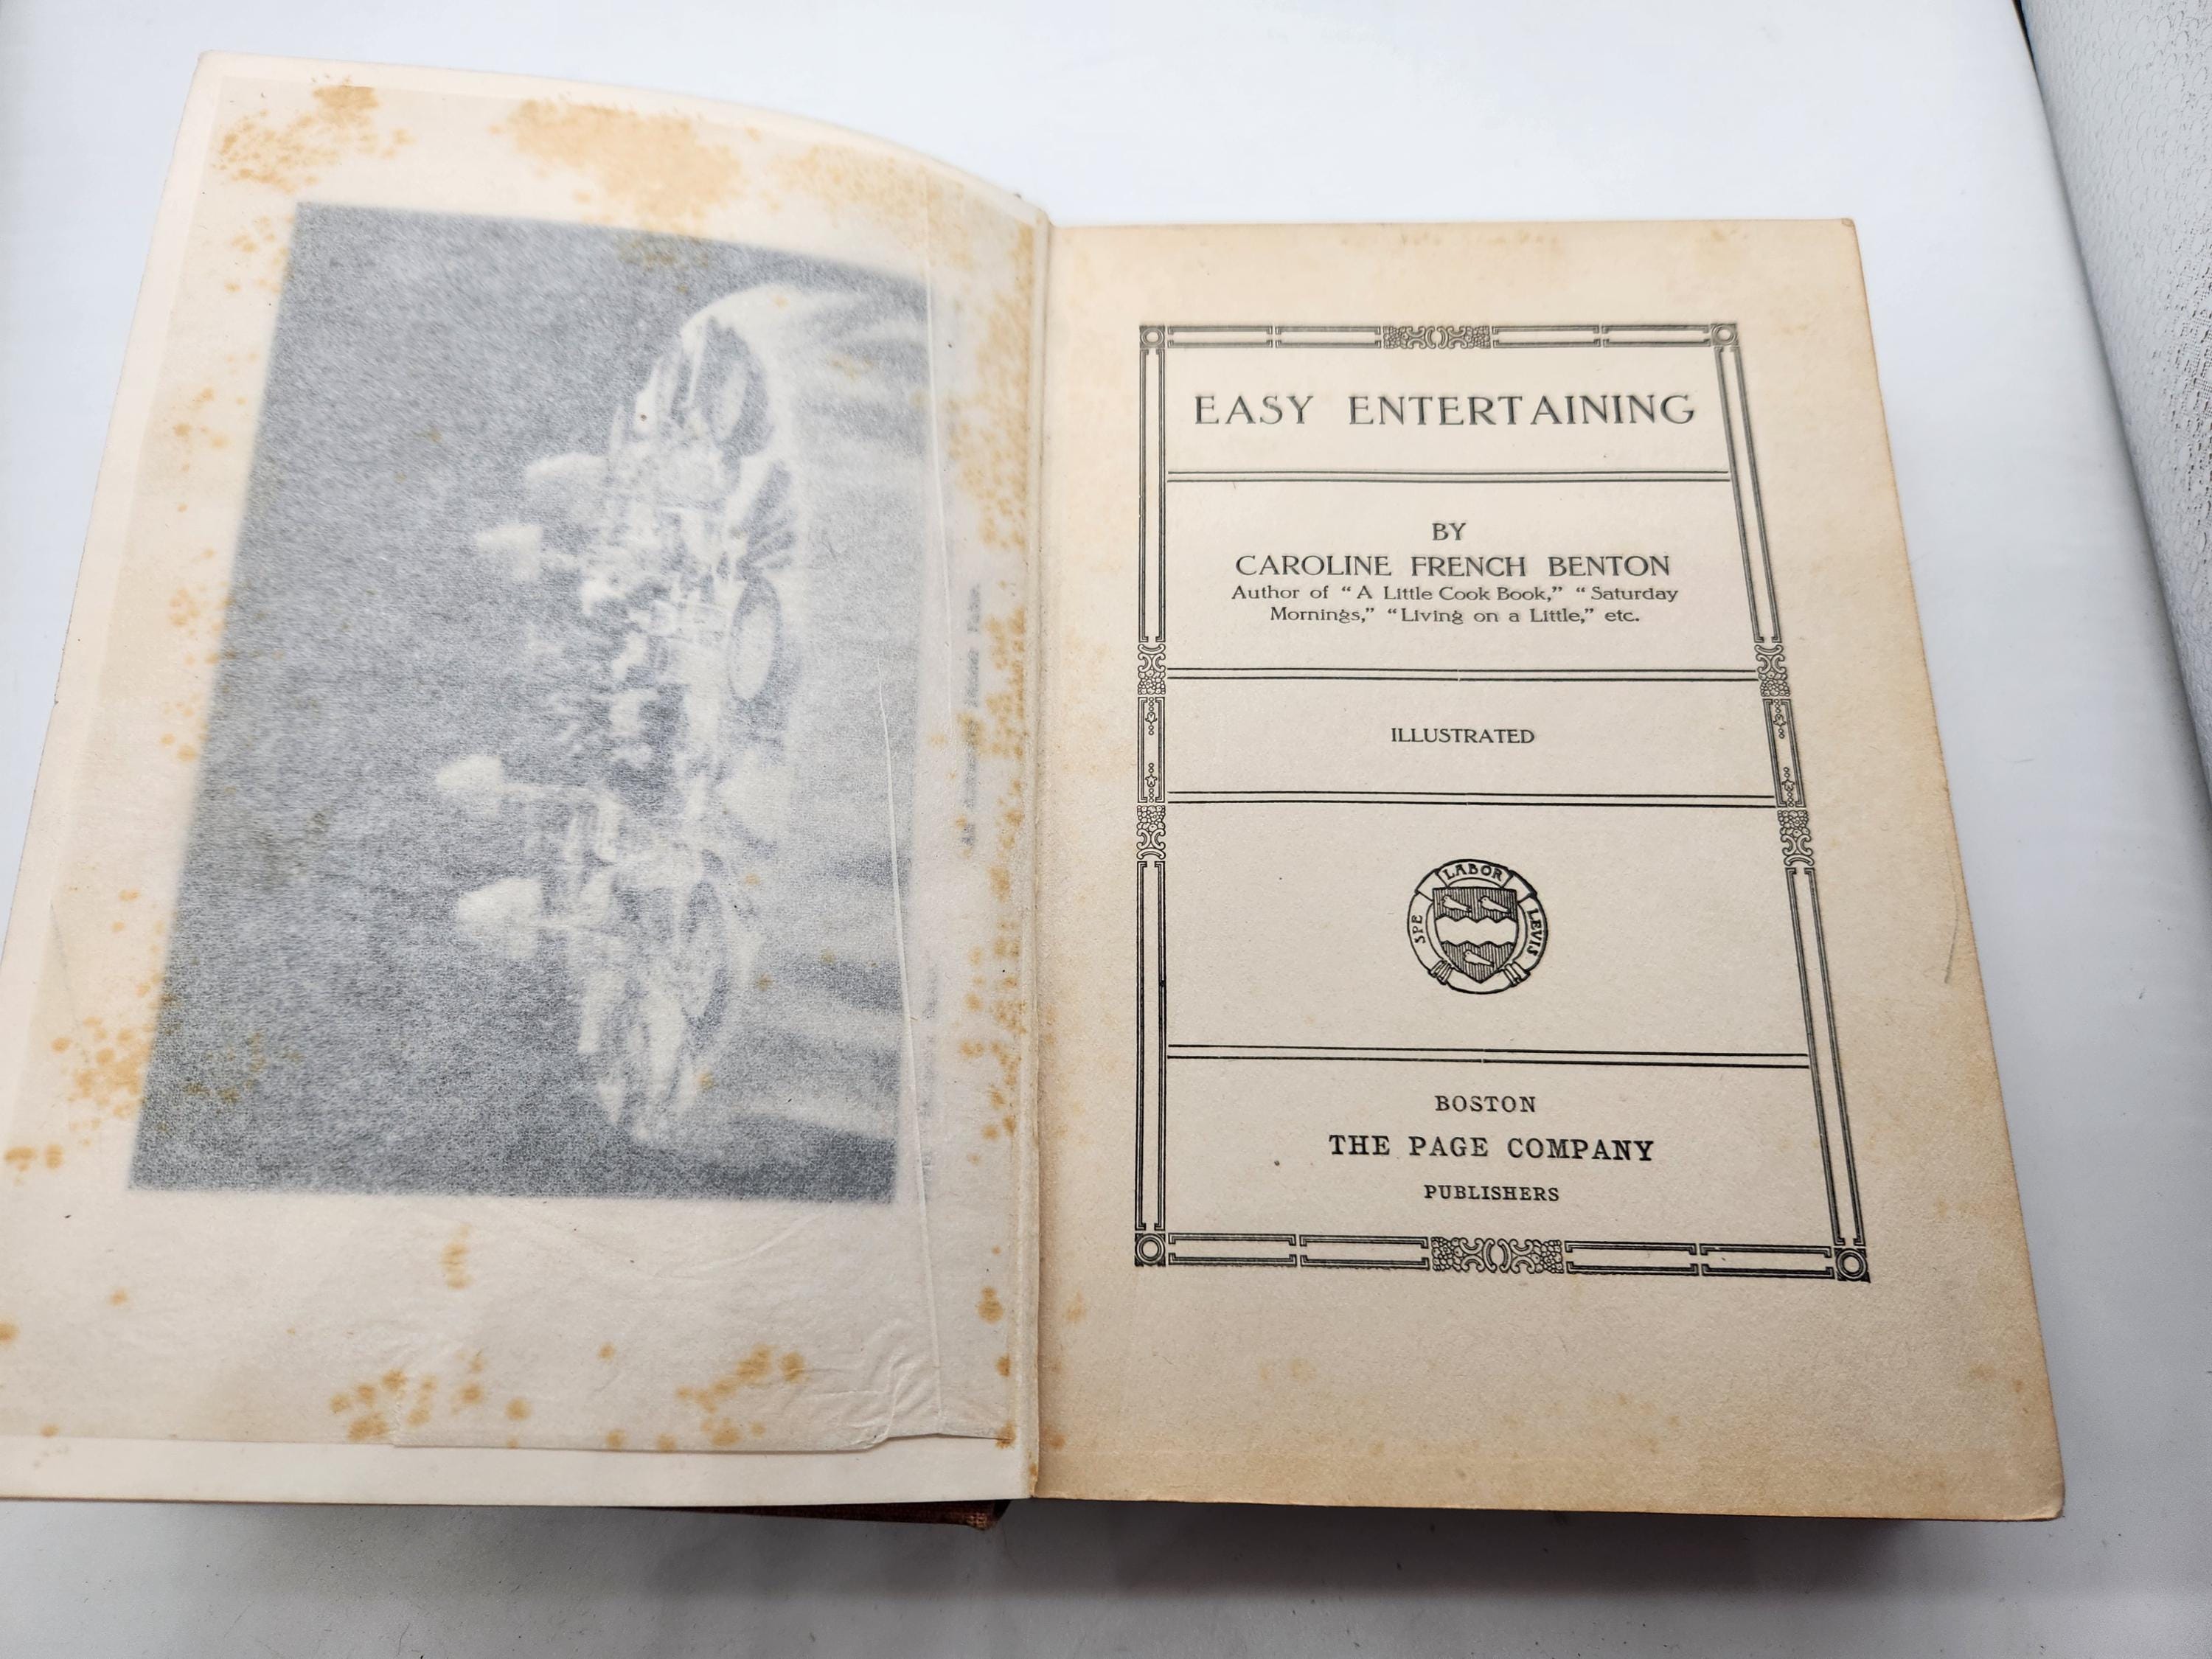 EASY ENTERTAINING
BY
CAROLINE FRENCH BENTON
Author of "A Little Cook Book," "Saturday
Mornings," "Living on a Little," etc.
ILLUSTRATED
SPE LABOR LEVIS
BOSTON
THE PAGE COMPANY
PUBLISHERS